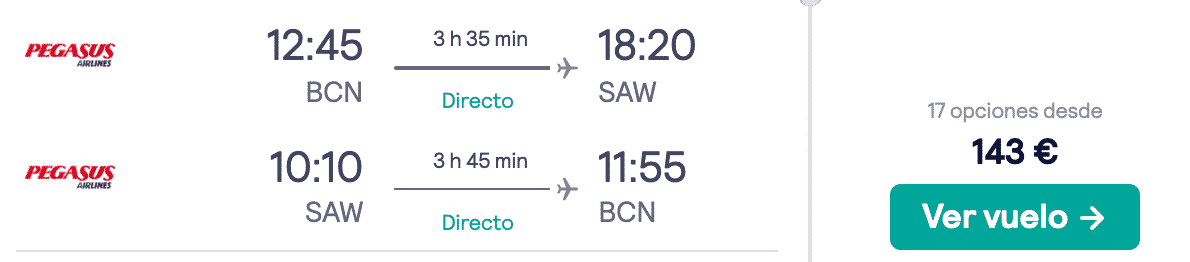 PEGASUS
AIRLINES
12:45
3 h 35 min
18:20
BCN
Directo
SAW
PEGASUS
AIRLINES
10:10
3 h 45 min
11:55
SAW
Directo
BCN
17 opciones desde
143 €
Ver vuelo →